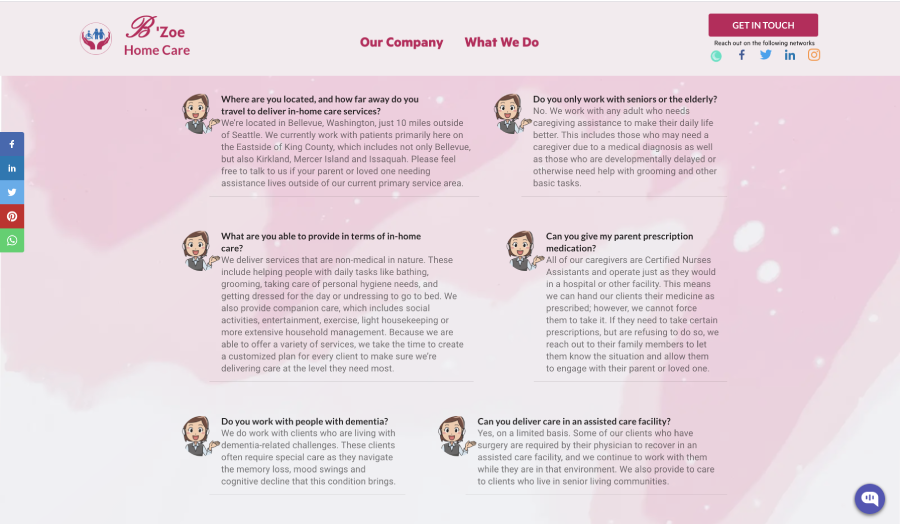 B 'Zoe
Home Care
Our Company
What We Do
GET IN TOUCH
Reach out on the following networks
Where are you located, and how far away do you
travel to deliver in-home care services?
We're located in Bellevue, Washington, just 10 miles outside
of Seattle. We currently work with patients primarily here on
the Eastside of King County, which includes not only Bellevue,
but also Kirkland, Mercer Island and Issaquah. Please feel
free to talk to us if your parent or loved one needing
assistance lives outside of our current primary service area.
Do you only work with seniors or the elderly?
No. We work with any adult who needs
caregiving assistance to make their daily life
better. This includes those who may need a
caregiver due to a medical diagnosis as well
as those who are developmentally delayed or
otherwise need help with grooming and other
basic tasks.
What are you able to provide in terms of in-home
care?
We deliver services that are non-medical in nature. These
include helping people with daily tasks like bathing,
grooming, taking care of personal hygiene needs, and
getting dressed for the day or undressing to go to bed. We
also provide companion care, which includes social
activities, entertainment, exercise, light housekeeping or
more extensive household management. Because we are
able to offer a variety of services, we take the time to create
a customized plan for every client to make sure we're
delivering care at the level they need most.
Can you give my parent prescription
medication?
All of our caregivers are Certified Nurses
Assistants and operate just as they would
in a hospital or other facility. This means
we can hand our clients their medicine as
prescribed; however, we cannot force
them to take it. If they need to take certain
prescriptions, but are refusing to do so, we
reach out to their family members to let
them know the situation and allow them
to engage with their parent or loved one.
Do you work with people with dementia?
We do work with clients who are living with
dementia-related challenges. These clients
often require special care as they navigate
the memory loss, mood swings and
cognitive decline that this condition brings.
Can you deliver care in an assisted care facility?
Yes, on a limited basis. Some of our clients who have
surgery are required by their physician to recover in an
assisted care facility, and we continue to work with them
while they are in that environment. We also provide to care
to clients who live in senior living communities.